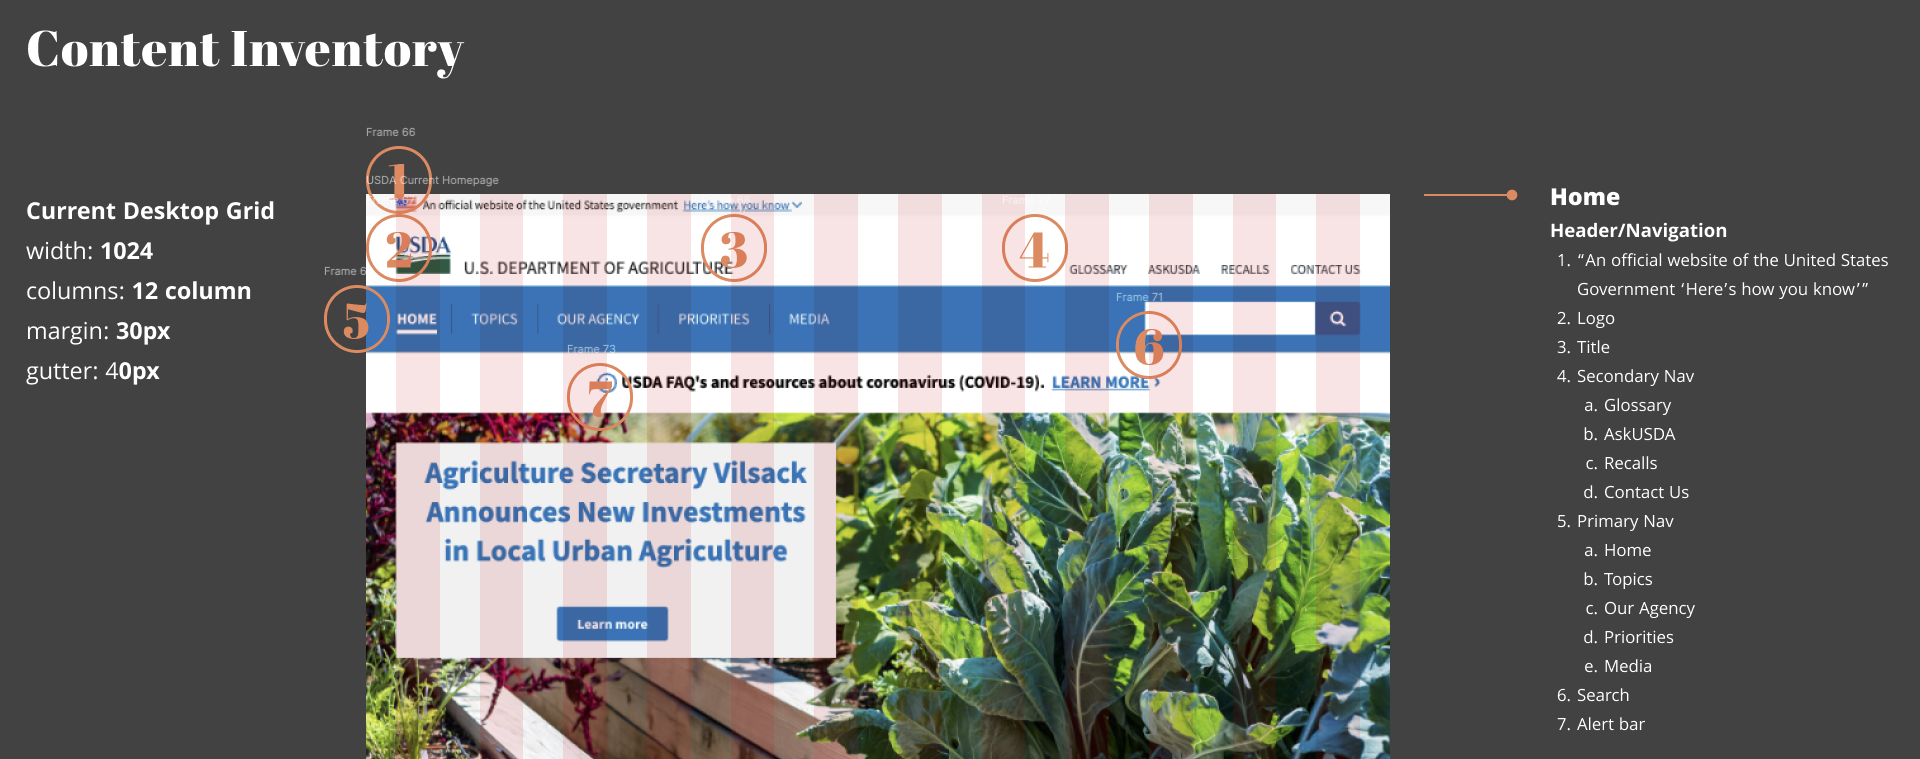 Content Inventory
Current Desktop Grid
width: 1024
columns: 12 column
margin: 30px
gutter: 40px
Frame 66
1
USDA Current Homepage
An official website of the United States government Here's how you know
2
USDA
U.S. DEPARTMENT OF AGRICULTURE
3
4
GLOSSARY ASKUSDA RECALLS CONTACT US
Frame 6
5
HOME TOPICS OUR AGENCY PRIORITIES MEDIA
Frame 71
6
Frame 73
7
USDA FAQ's and resources about coronavirus (COVID-19). LEARN MORE ›
Agriculture Secretary Vilsack
Announces New Investments
in Local Urban Agriculture
Learn more
Home
Header/Navigation
1. “An official website of the United States
Government ‘Here’s how you know’”
2. Logo
3. Title
4. Secondary Nav
a. Glossary
b. AskUSDA
c. Recalls
d. Contact Us
5. Primary Nav
a. Home
b. Topics
c. Our Agency
d. Priorities
e. Media
6. Search
7. Alert bar